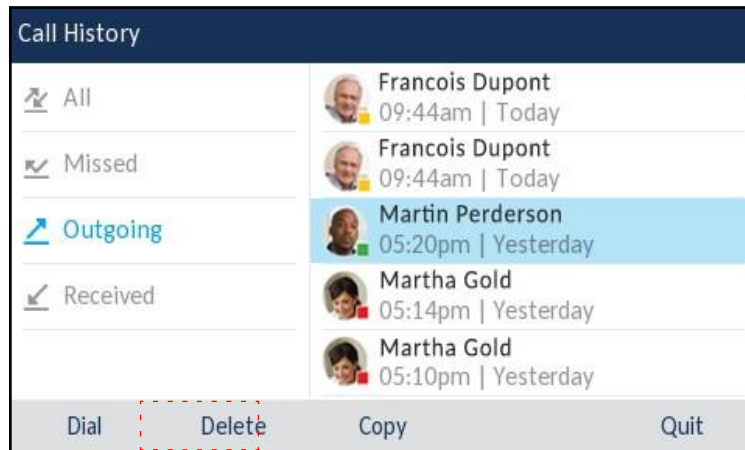 Call History
All
Missed
Outgoing
Received
Francois Dupont
09:44am | Today
Francois Dupont
09:44am | Today
Martin Perderson
05:20pm | Yesterday
Martha Gold
05:14pm | Yesterday
Martha Gold
05:10pm | Yesterday
Dial Delete Copy Quit